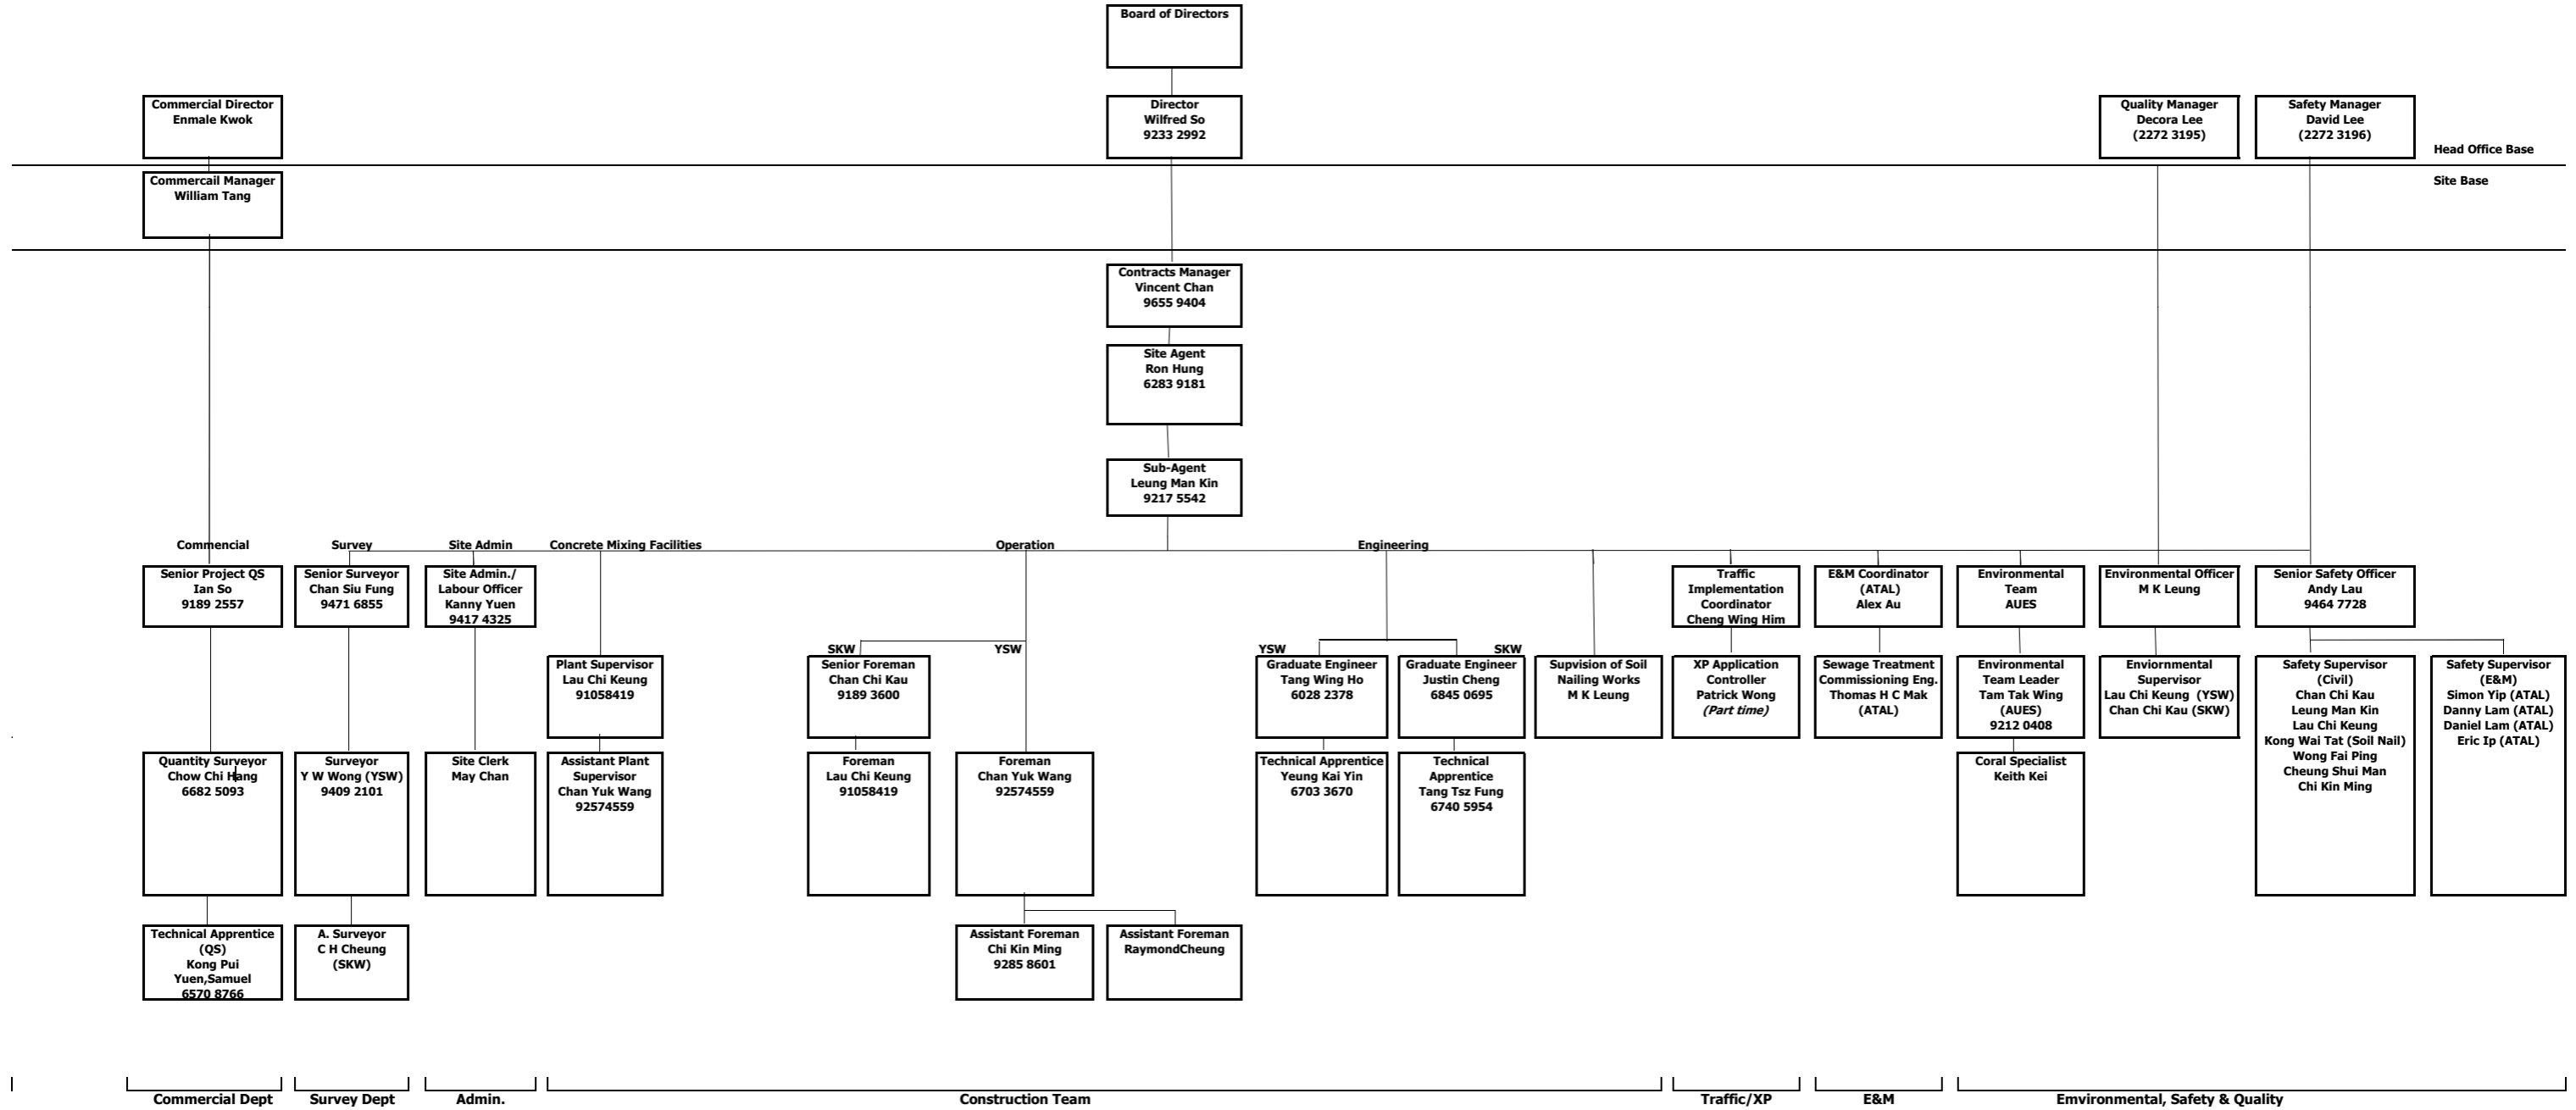 Board of Directors
Commercial Director
Enmale Kwok
Director
Wilfred So
9233 2992
Quality Manager
Decora Lee
(2272 3195)
Safety Manager
David Lee
(2272 3196)
Head Office Base
Commercail Manager
William Tang
Site Base
Contracts Manager
Vincent Chan
9655 9404
Site Agent
Ron Hung
6283 9181
Sub-Agent
Leung Man Kin
9217 5542
Commencial
Survey
Site Admin
Concrete Mixing Facilities
Operation
Engineering
Senior Project QS
Ian So
9189 2557
Senior Surveyor
Chan Siu Fung
9471 6855
Site Admin./
Labour Officer
Kanny Yuen
9417 4325
Traffic
Implementation
Coordinator
Cheng Wing Him
E&M Coordinator
(ATAL)
Alex Au
Environmental
Team
AUES
Environmental Officer
M K Leung
Senior Safety Officer
Andy Lau
9464 7728
SKW
YSW
YSW
SKW
Plant Supervisor
Lau Chi Keung
91058419
Senior Foreman
Chan Chi Kau
9189 3600
Graduate Engineer
Tang Wing Ho
6028 2378
Graduate Engineer
Justin Cheng
6845 0695
Supvision of Soil
Nailing Works
M K Leung
XP Application
Controller
Patrick Wong
(Part time)
Sewage Treatment
Commissioning Eng.
Thomas H C Mak
(ATAL)
Environmental
Team Leader
Tam Tak Wing
(AUES)
9212 0408
Enviornmental
Supervisor
Lau Chi Keung (YSW)
Chan Chi Kau (SKW)
Safety Supervisor
(Civil)
Chan Chi Kau
Leung Man Kin
Lau Chi Keung
Kong Wai Tat (Soil Nail)
Wong Fai Ping
Cheung Shui Man
Chi Kin Ming
Safety Supervisor
(E&M)
Simon Yip (ATAL)
Danny Lam (ATAL)
Daniel Lam (ATAL)
Eric Ip (ATAL)
Quantity Surveyor
Chow Chi Hang
6682 5093
Surveyor
Y W Wong (YSW)
9409 2101
Site Clerk
May Chan
Assistant Plant
Supervisor
Chan Yuk Wang
92574559
Foreman
Lau Chi Keung
91058419
Foreman
Chan Yuk Wang
92574559
Technical Apprentice
Yeung Kai Yin
6703 3670
Technical
Apprentice
Tang Tsz Fung
6740 5954
Coral Specialist
Keith Kei
Technical Apprentice
(QS)
Kong Pui
Yuen,Samuel
6570 8766
A. Surveyor
C H Cheung
(SKW)
Assistant Foreman
Chi Kin Ming
9285 8601
Assistant Foreman
RaymondCheung
Commercial Dept
Survey Dept
Admin.
Construction Team
Traffic/XP
E&M
Emvironmental, Safety & Quality